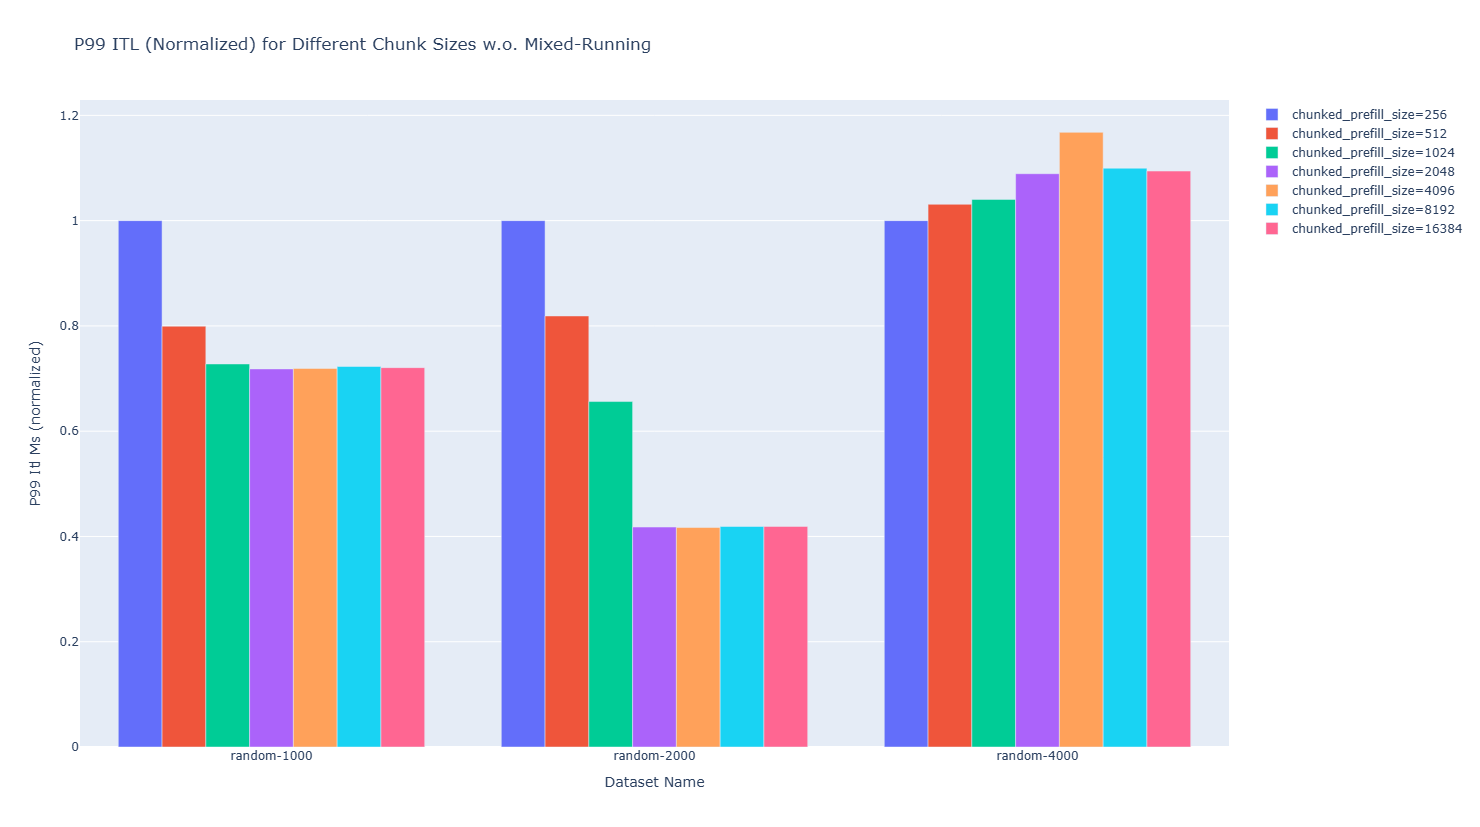 P99 ITL (Normalized) for Different Chunk Sizes w.o. Mixed-Running
1.2
1
0.8
0.6
0.4
0.2
0
P99 Itl Ms (normalized)
random-1000
random-2000
random-4000
Dataset Name
chunked_prefill_size=256
chunked_prefill_size=512
chunked_prefill_size=1024
chunked_prefill_size=2048
chunked_prefill_size=4096
chunked_prefill_size=8192
chunked_prefill_size=16384